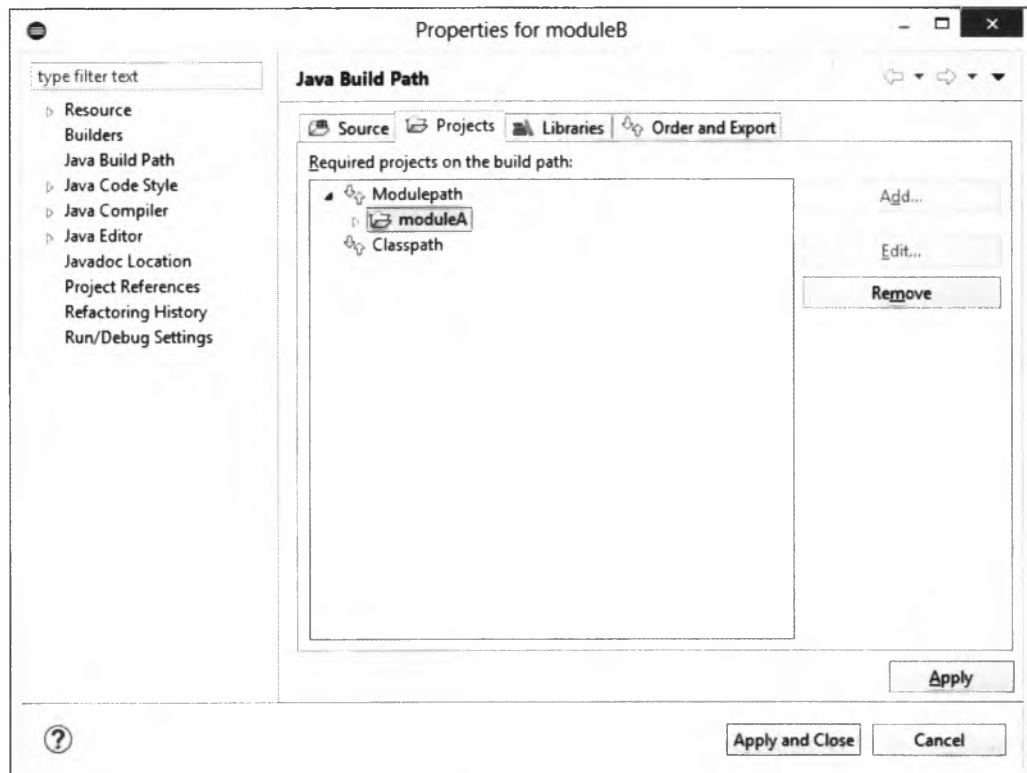 Properties for moduleB
type filter text
Resource
Builders
Java Build Path
Java Code Style
Java Compiler
Java Editor
Javadoc Location
Project References
Refactoring History
Run/Debug Settings
Java Build Path
Source
Projects
Libraries
Order and Export
Required projects on the build path:
Modulepath
moduleA
Classpath
Add...
Edit...
Remove
Apply
?
Apply and Close
Cancel